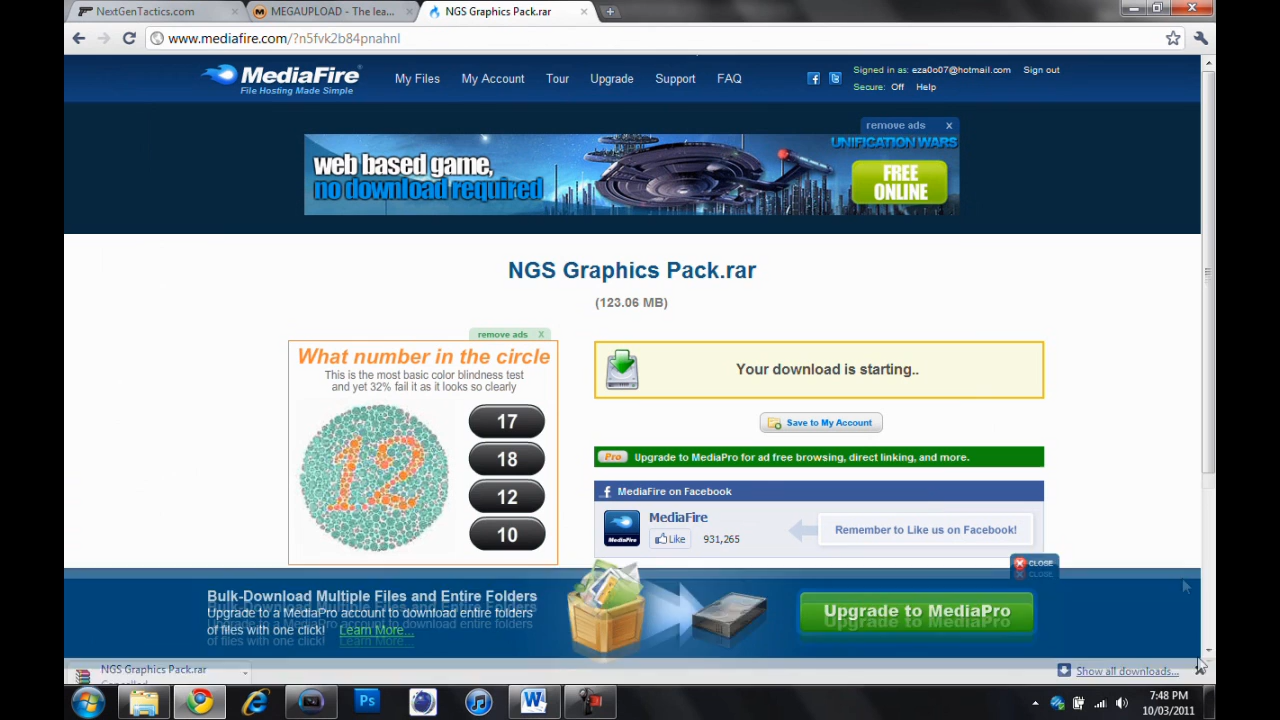 NextGenTactics.com
MEGAUPLOAD - The lea...
NGS Graphics Pack.rar
www.mediafire.com/?n5fvk2b84pnahnl
MediaFire
File Hosting Made Simple
My Files
My Account
Tour
Upgrade
Support
FAQ
Signed in as: eza0o07@hotmail.com
Sign out
Secure: Off
Help
remove ads X
web based game,
no download required
UNIFICATION WARS
FREE
ONLINE
NGS Graphics Pack.rar
(123.06 MB)
remove ads X
What number in the circle
This is the most basic color blindness test
and yet 32% fail it as it looks so clearly
12
17
18
12
10
Your download is starting..
Save to My Account
Pro Upgrade to MediaPro for ad free browsing, direct linking, and more.
f MediaFire on Facebook
MediaFire
MediaFire
Like
931,265
Remember to Like us on Facebook!
CLOSE
CLOSE
Bulk-Download Multiple Files and Entire Folders
Upgrade to a MediaPro account to download entire folders
of files with one click! Learn More...
Upgrade to MediaPro
NGS Graphics Pack.rar
Cancelled
Show all downloads...
Ps
W
7:48 PM
10/03/2011